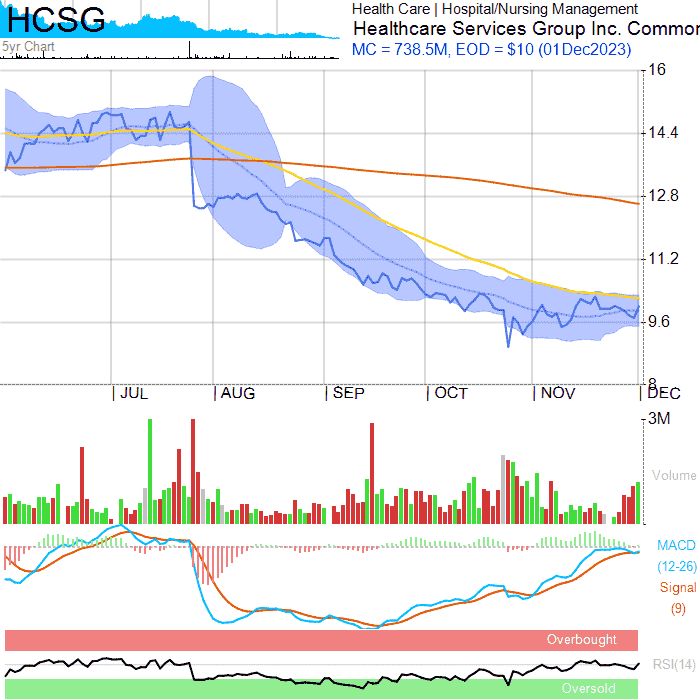 HCSG
5yr Chart
Health Care | Hospital/Nursing Management
Healthcare Services Group Inc. Common
MC = 738.5M, EOD = $10 (01Dec2023)
16
14.4
12.8
11.2
9.6
8
JUL AUG SEP OCT NOV DEC
3M
Volume
MACD
(12-26)
Signal
(9)
Overbought
RSI(14)
Oversold